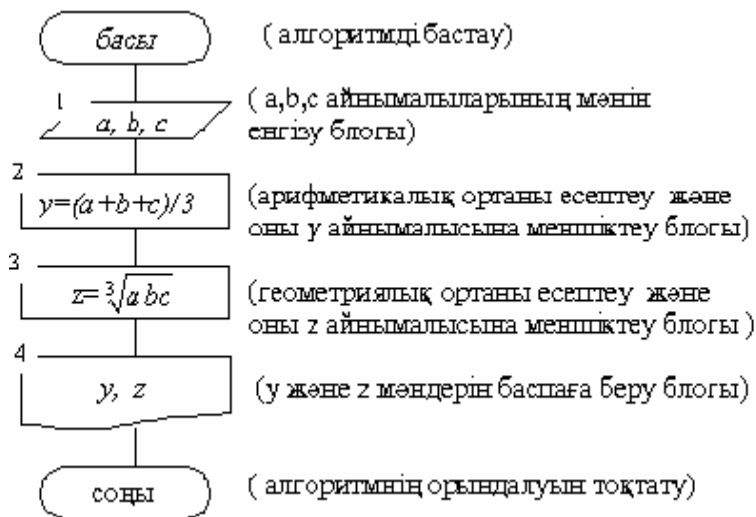 басы
( алгоритмді бастау)
1
a, b, c
( a,b,c айнымалыларының мәнін
енгізу блогы)
2
y=(a+b+c)/3
(арифметикалық ортаны есептеу және
оны y айнымалысына меншіктеу блогы)
3
z=∛abc
(геометриялық ортаны есептеу және
оны z айнымалысына меншіктеу блогы )
4
y, z
(y және z мәндерін баспаға беру блогы)
соңы
( алгоритмнің орындалуын тоқтату)